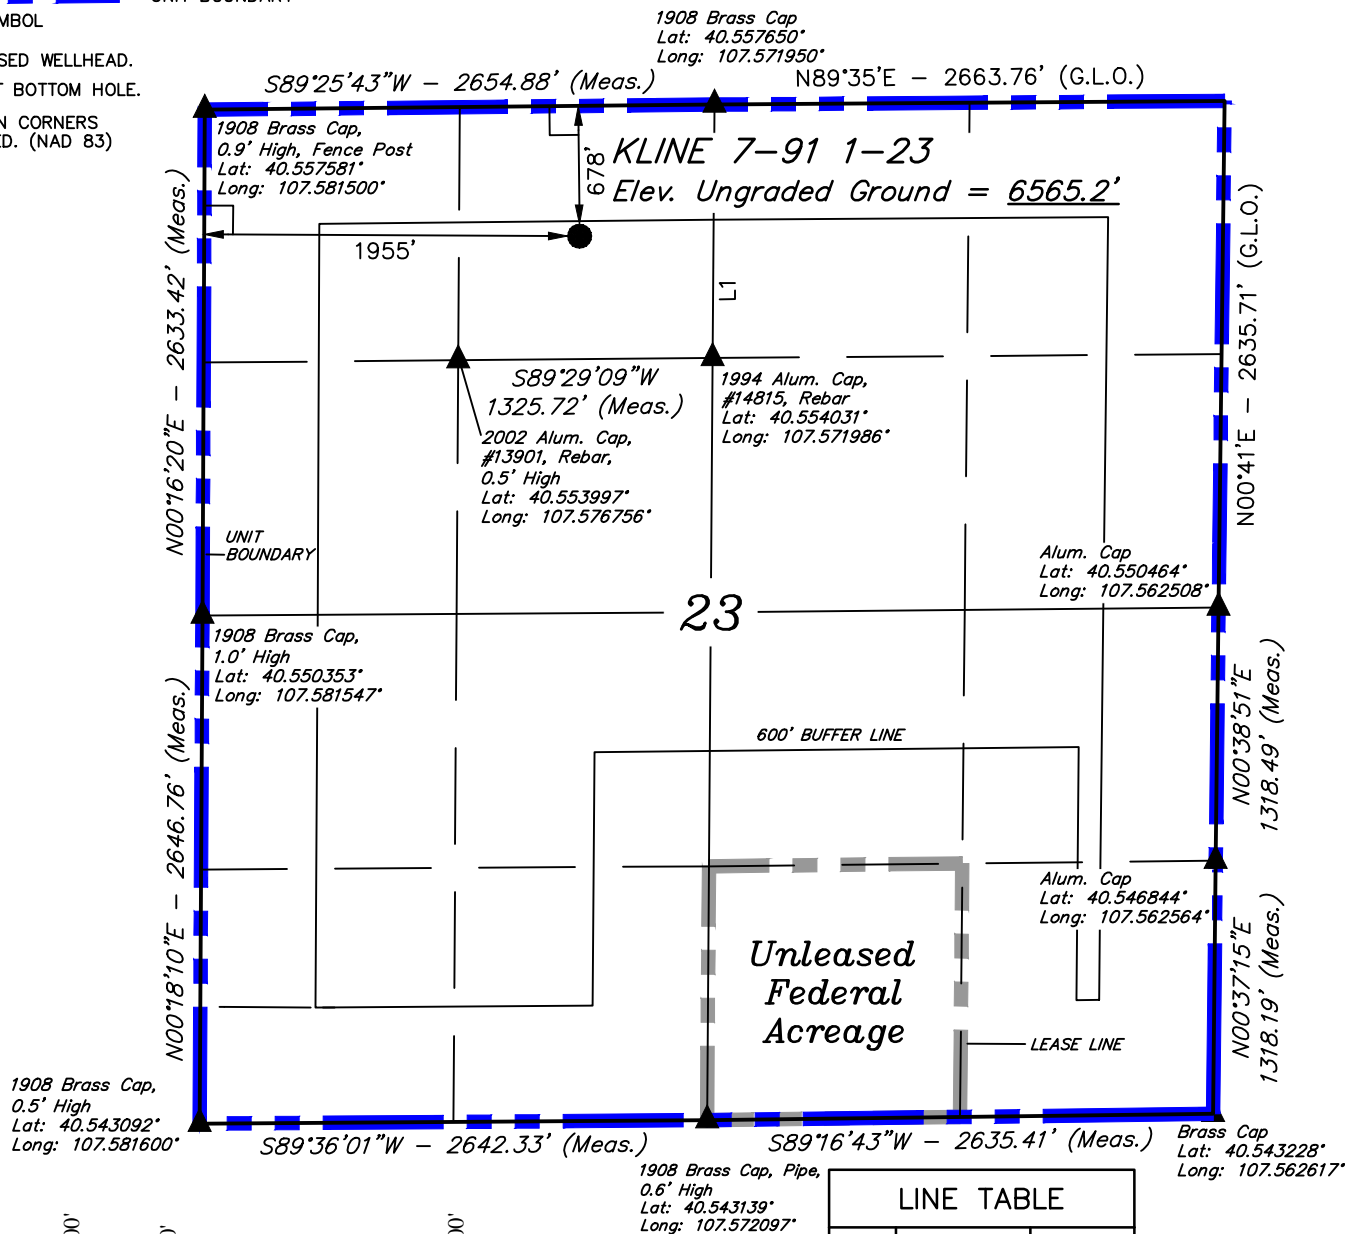 UNIT BOUNDARY
MBOL
SED WELLHEAD.
T BOTTOM HOLE.
N CORNERS
ED. (NAD 83)
1908 Brass Cap
Lat: 40.557650°
Long: 107.571950°
S89°25'43"W - 2654.88' (Meas.)
N89°35'E - 2663.76' (G.L.O.)
1908 Brass Cap,
0.9' High, Fence Post
Lat: 40.557581°
Long: 107.581500°
678'
KLINE 7-91 1-23
Elev. Ungraded Ground = 6565.2'
1955'
L1
N00°16'20"E - 2633.42' (Meas.)
N00°41'E - 2635.71' (G.L.O.)
S89°29'09"W
1325.72' (Meas.)
1994 Alum. Cap,
#14815, Rebar
Lat: 40.554031°
Long: 107.571986°
2002 Alum. Cap,
#13901, Rebar,
0.5' High
Lat: 40.553997°
Long: 107.576756°
UNIT
BOUNDARY
Alum. Cap
Lat: 40.550464°
Long: 107.562508°
23
1908 Brass Cap,
1.0' High
Lat: 40.550353°
Long: 107.581547°
N00°38'51"E
1318.49' (Meas.)
600' BUFFER LINE
N00°18'10"E - 2646.76' (Meas.)
Alum. Cap
Lat: 40.546844°
Long: 107.562564°
Unleased
Federal
Acreage
N00°37'15"E
1318.19' (Meas.)
LEASE LINE
1908 Brass Cap,
0.5' High
Lat: 40.543092°
Long: 107.581600°
S89°36'01"W - 2642.33' (Meas.)
S89°16'43"W - 2635.41' (Meas.)
Brass Cap
Lat: 40.543228°
Long: 107.562617°
1908 Brass Cap, Pipe,
0.6' High
Lat: 40.543139°
Long: 107.572097°
LINE TABLE